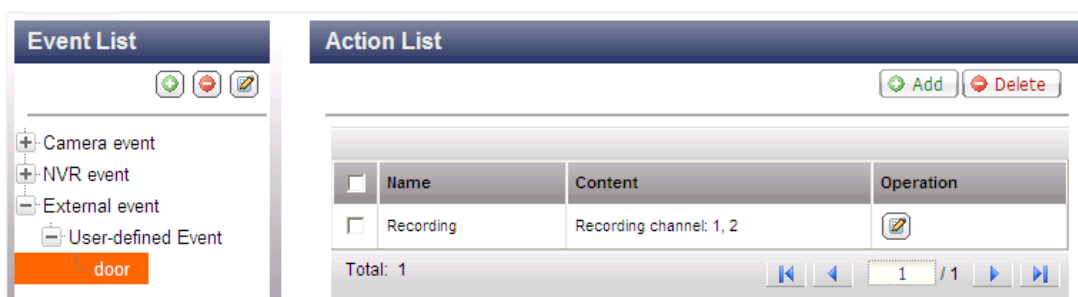 Event List
Action List
Add
Delete
Camera event
NVR event
External event
User-defined Event
door
Name Content Operation
Recording Recording channel: 1, 2
Total: 1
1 / 1